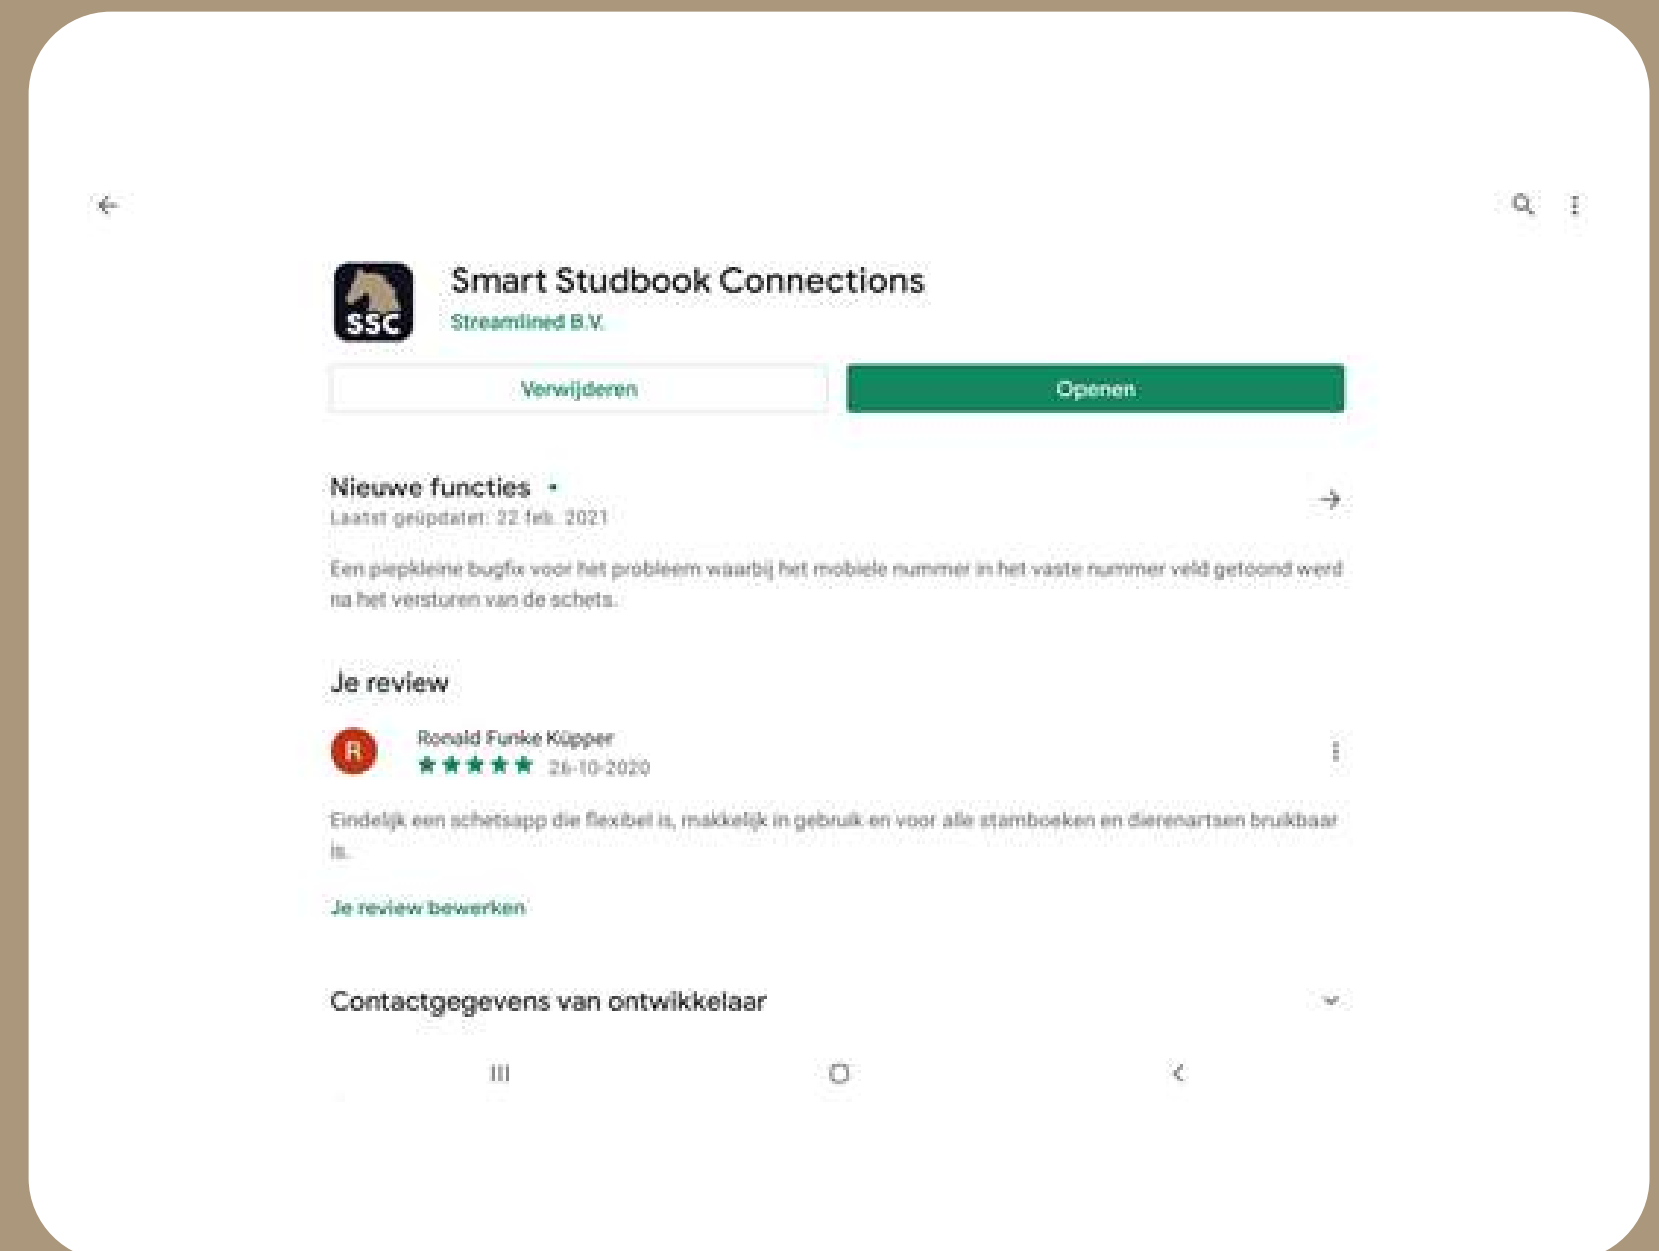 Smart Studbook Connections
SSC
Streamlined B.V.
Verwijderen
Openen
Nieuwe functies •
Laatst geüpdatet: 22 feb. 2021
Een piepkleine bugfix voor het probleem waarbij het mobiele nummer in het vaste nummer veld getoond werd
na het versturen van de schets.
Je review
R
Ronald Funke Küpper
26-10-2020
Eindelijk een schetsapp die flexibel is, makkelijk in gebruik en voor alle stamboeken en dierenartsen bruikbaar
is.
Je review bewerken
Contactgegevens van ontwikkelaar